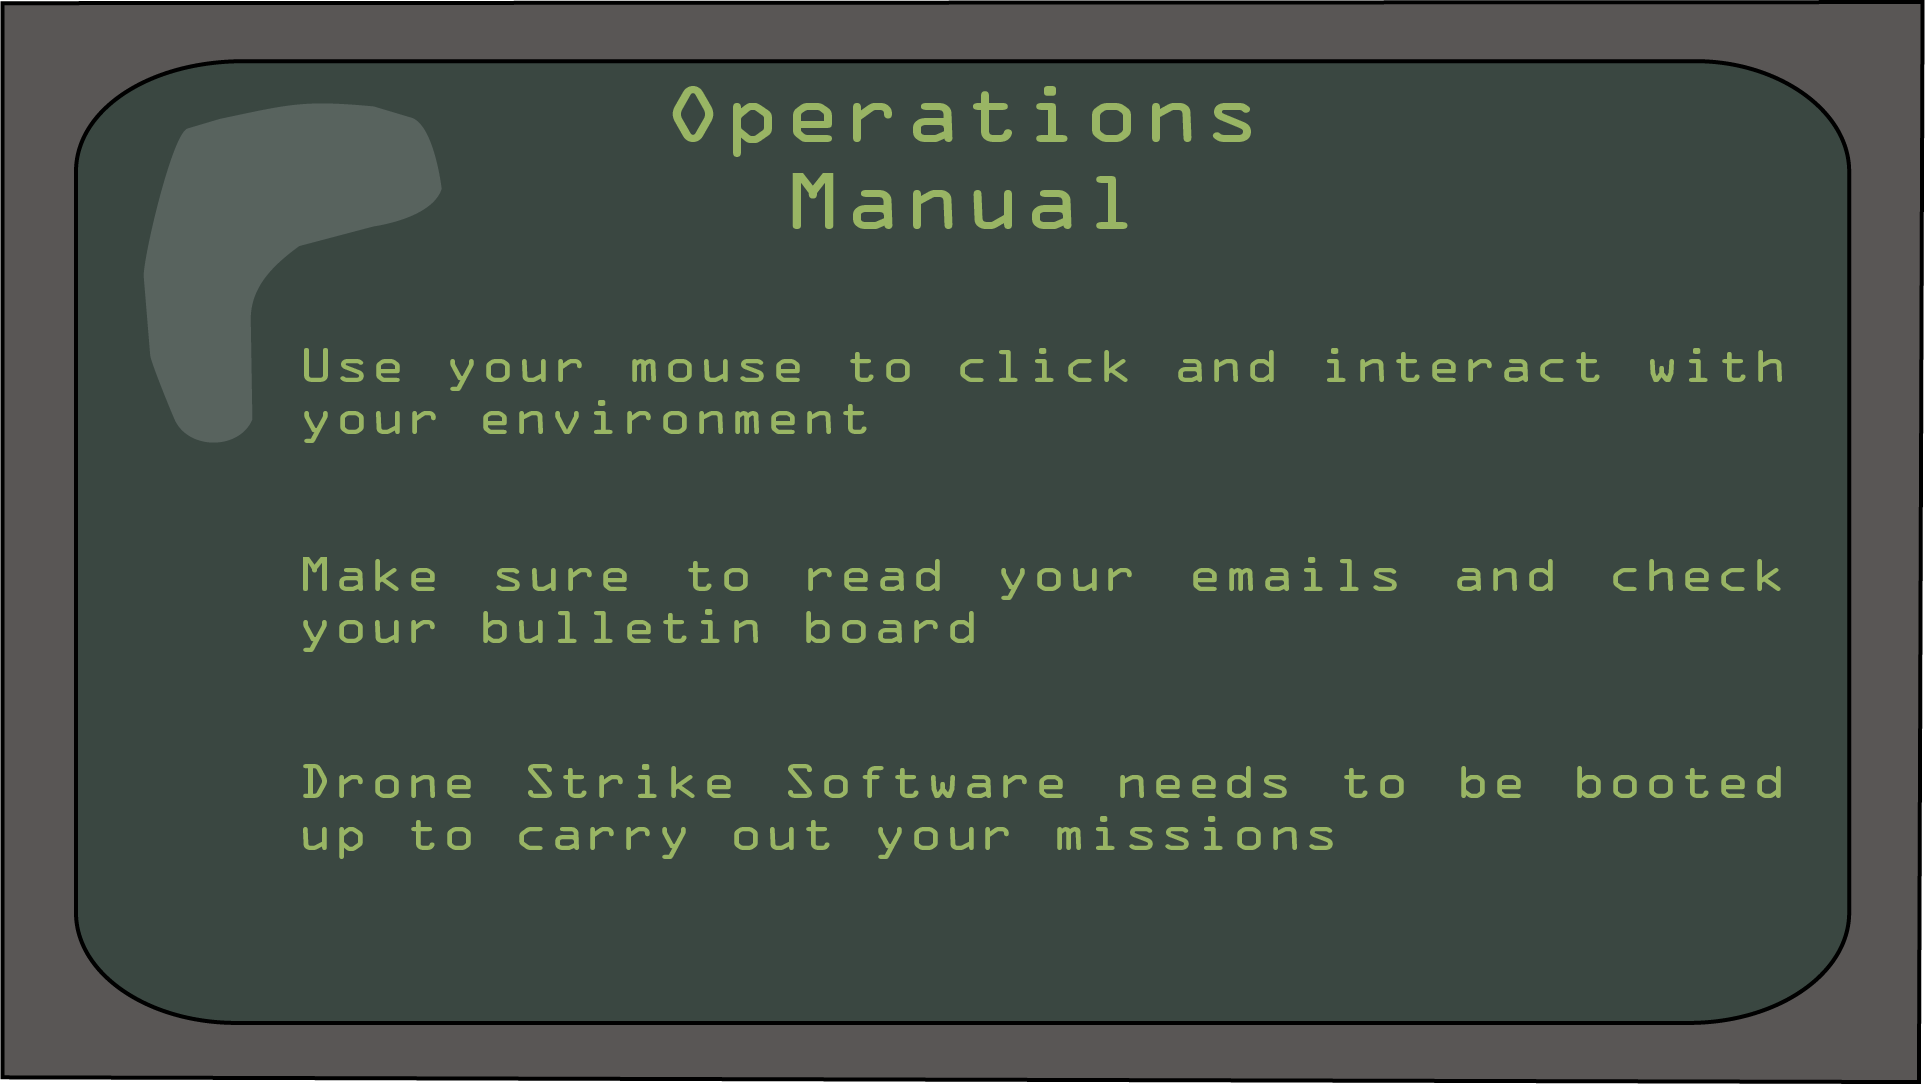 Operations
Manual
Use your mouse to click and interact with
your environment
Make sure to read your emails and check
your bulletin board
Drone Strike Software needs to be booted
up to carry out your missions